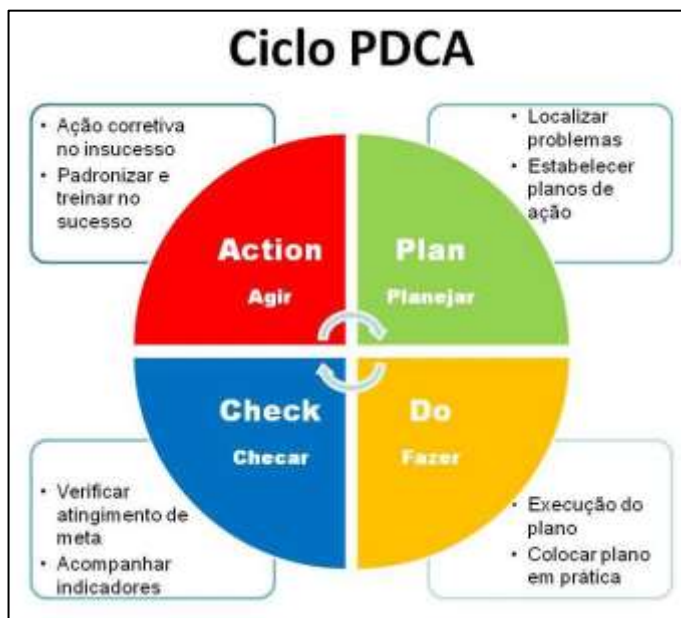 Ciclo PDCA
• Ação corretiva
no insucesso
• Padronizar e
treinar no
sucesso
• Localizar
problemas
• Estabelecer
planos de
ação
Action
Agir
Plan
Planejar
Check
Checar
Do
Fazer
• Verificar
atingimento de
meta
• Acompanhar
indicadores
• Execução do
plano
• Colocar plano
em prática